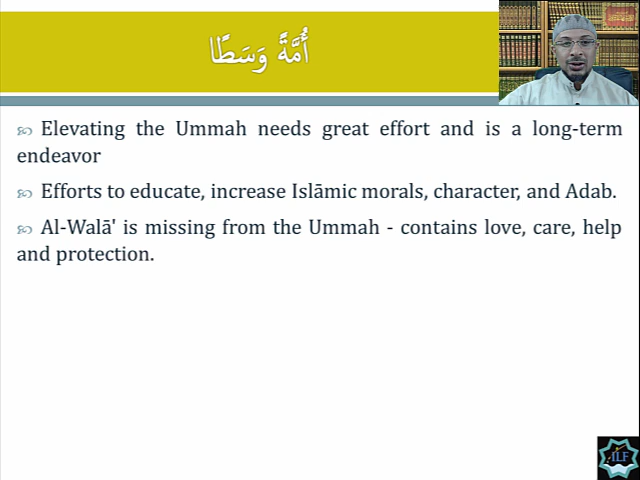 أُمَّةً وَسَطًا
Elevating the Ummah needs great effort and is a long-term
endeavor
Efforts to educate, increase Islāmic morals, character, and Adab.
Al-Walā' is missing from the Ummah - contains love, care, help
and protection.
ILF